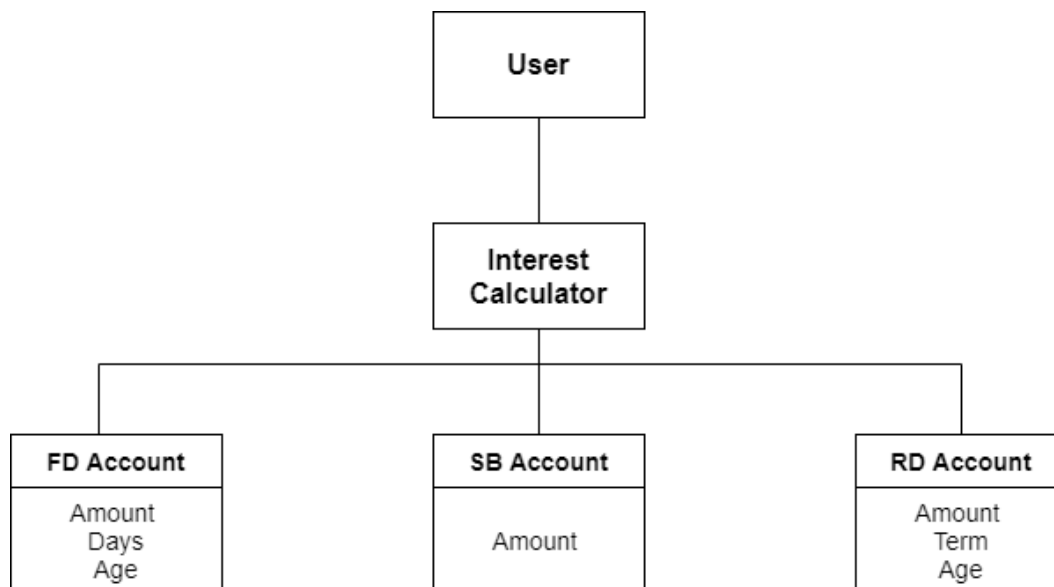 User
Interest
Calculator
FD Account
Amount
Days
Age
SB Account
Amount
RD Account
Amount
Term
Age